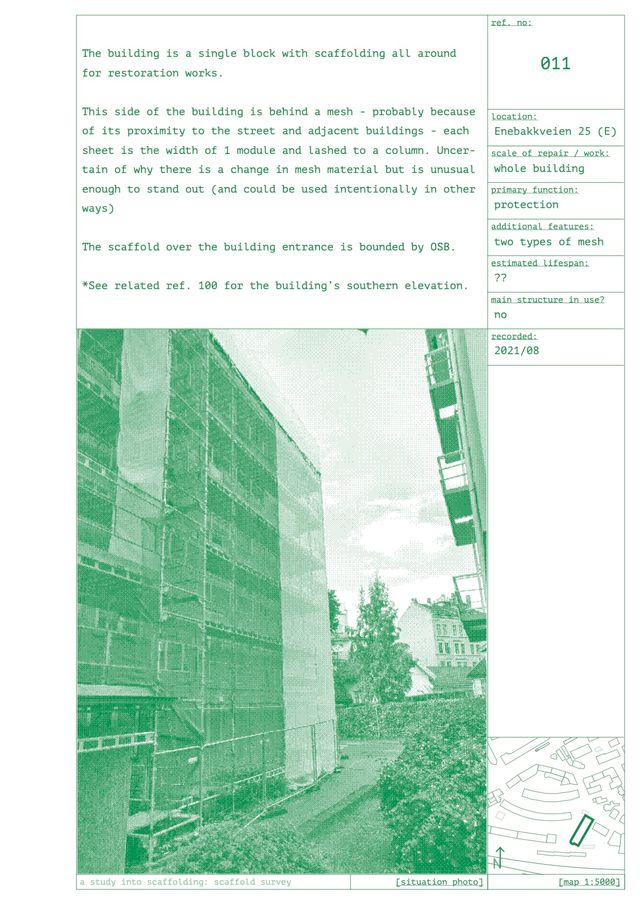 The building is a single block with scaffolding all around
for restoration works.
This side of the building is behind a mesh - probably because
of its proximity to the street and adjacent buildings - each
sheet is the width of 1 module and lashed to a column. Uncer-
tain of why there is a change in mesh material but is unusual
enough to stand out (and could be used intentionally in other
ways)
The scaffold over the building entrance is bounded by OSB.
*See related ref. 100 for the building's southern elevation.
ref. no:
011
location:
Enebakkveien 25 (E)
scale of repair / work:
whole building
primary function:
protection
additional features:
two types of mesh
estimated lifespan:
??
main structure in use?
no
recorded:
2021/08
N
a study into scaffolding: scaffold survey
[situation photo]
[map 1:5000]